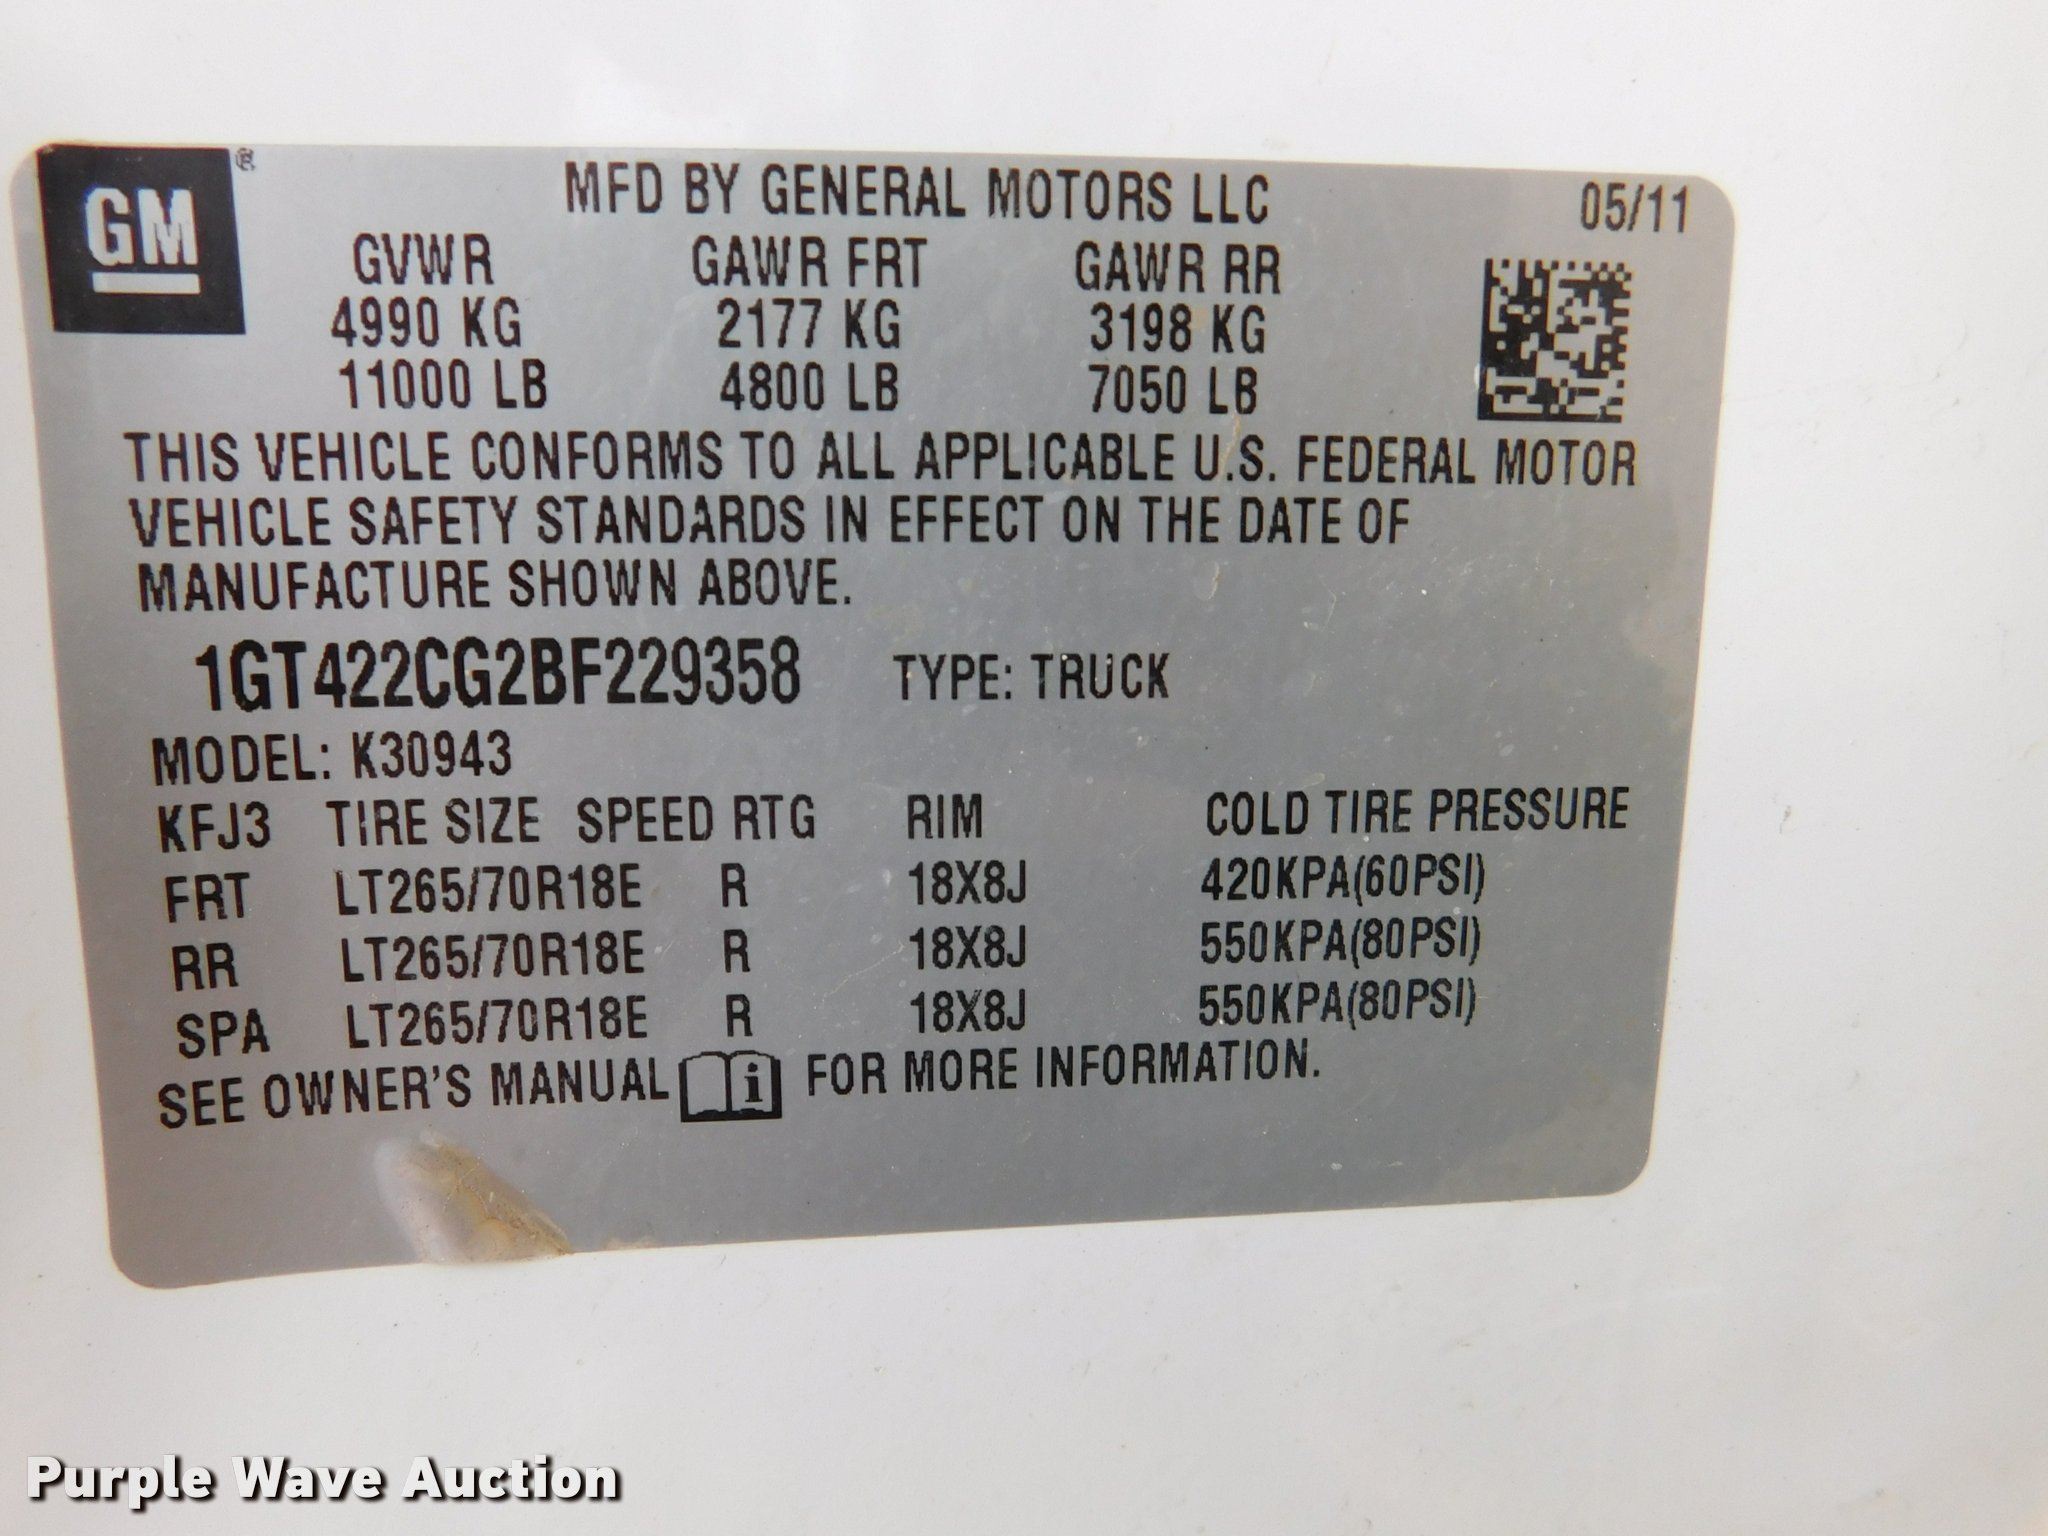 GM ®
MFD BY GENERAL MOTORS LLC 05/11
GVWR GAWR FRT GAWR RR
4990 KG 2177 KG 3198 KG
11000 LB 4800 LB 7050 LB
THIS VEHICLE CONFORMS TO ALL APPLICABLE U.S. FEDERAL MOTOR
VEHICLE SAFETY STANDARDS IN EFFECT ON THE DATE OF
MANUFACTURE SHOWN ABOVE.
1GT422CG2BF229358 TYPE: TRUCK
MODEL: K30943
KFJ3 TIRE SIZE SPEED RTG RIM COLD TIRE PRESSURE
FRT LT265/70R18E R 18X8J 420KPA(60PSI)
RR LT265/70R18E R 18X8J 550KPA(80PSI)
SPA LT265/70R18E R 18X8J 550KPA(80PSI)
SEE OWNER'S MANUAL i FOR MORE INFORMATION.
Purple Wave Auction